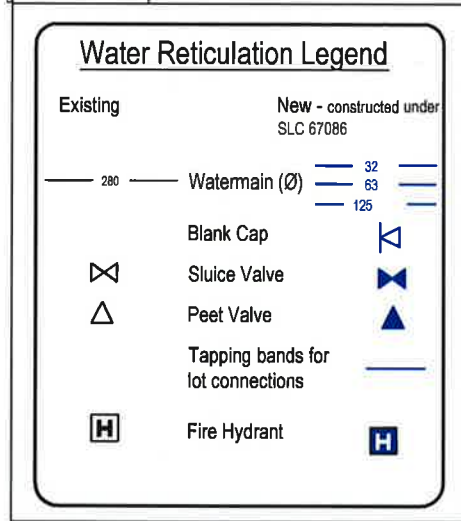 Water Reticulation Legend
Existing
New - constructed under
SLC 67086
280
Watermain (Ø)
32
63
125
Blank Cap
Sluice Valve
Peet Valve
Tapping bands for
lot connections
H
Fire Hydrant
H